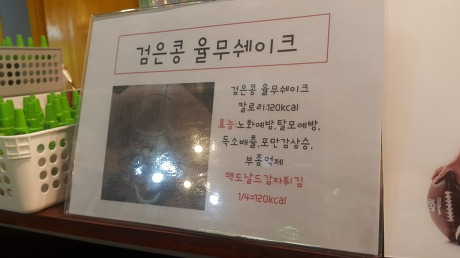 검은콩 율무쉐이크
검은콩 율무쉐이크
칼로리:120kcal
효능:노화예방,탈모예방,
독소배출,포만감상승,
부종억제
맥도날드감자튀김
1/4=120kcal